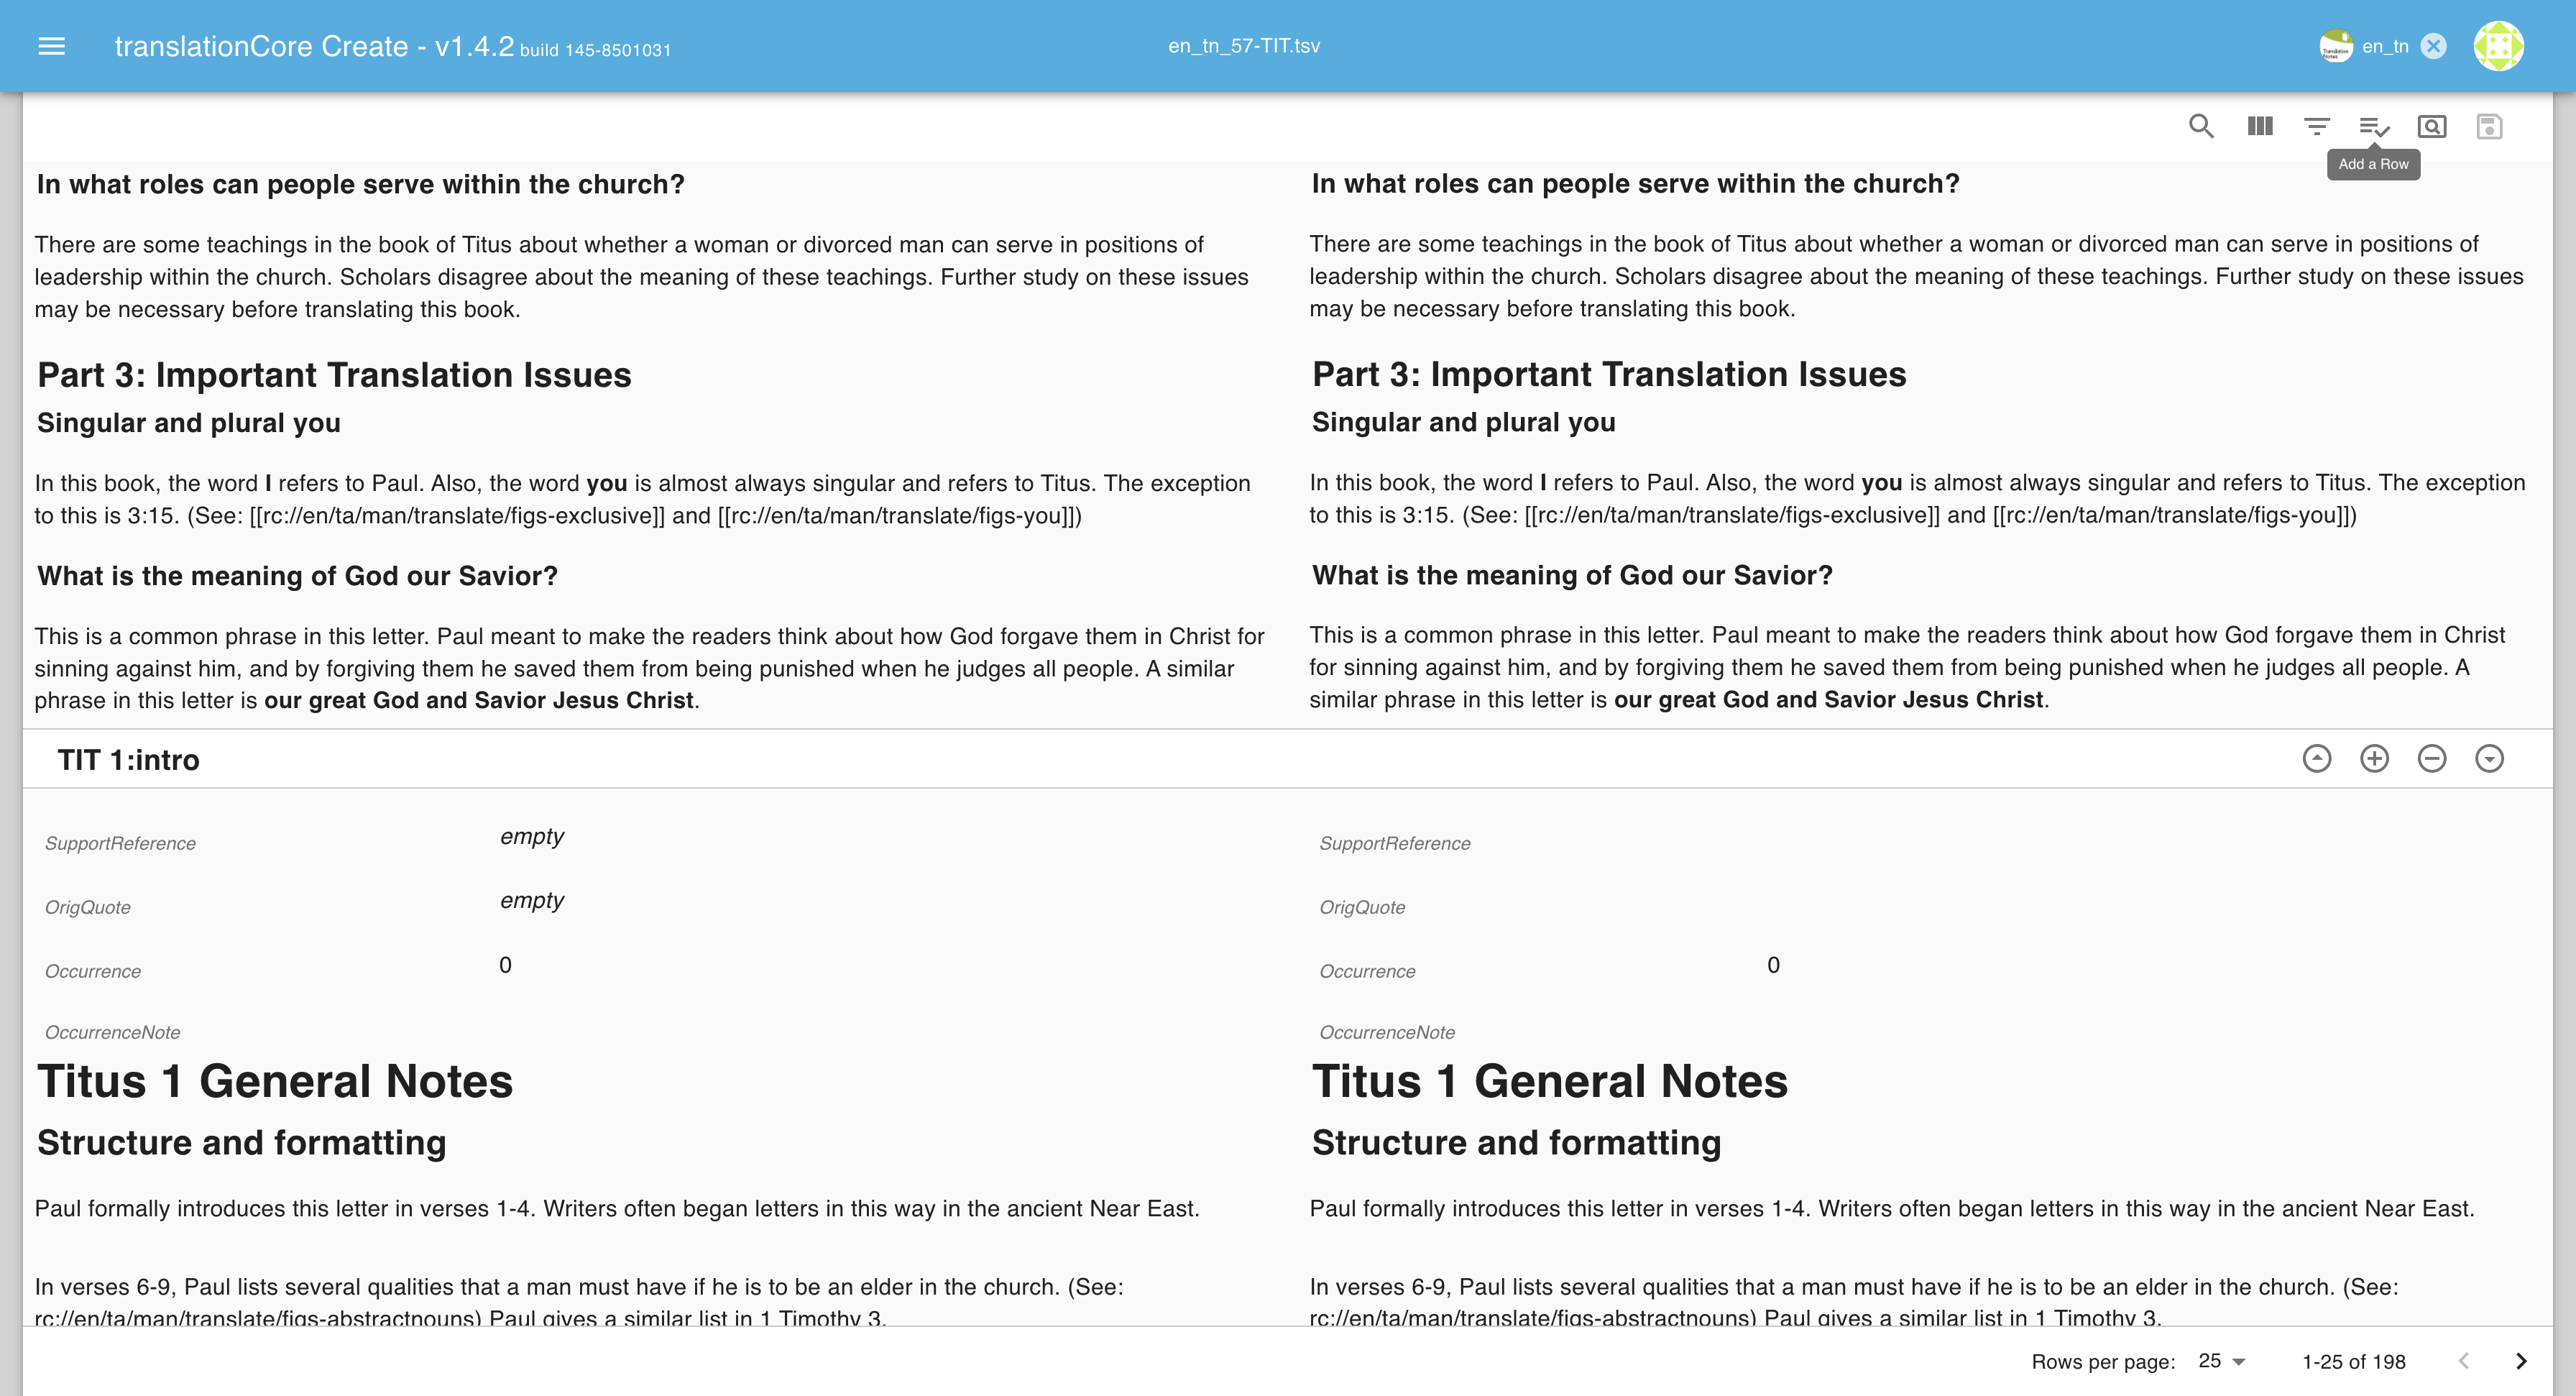 translationCore Create - v1.4.2 build 145-8501031
en_tn_57-TIT.tsv
Translation Notes
en_tn
Add a Row
In what roles can people serve within the church?
There are some teachings in the book of Titus about whether a woman or divorced man can serve in positions of
leadership within the church. Scholars disagree about the meaning of these teachings. Further study on these issues
may be necessary before translating this book.
Part 3: Important Translation Issues
Singular and plural you
In this book, the word I refers to Paul. Also, the word you is almost always singular and refers to Titus. The exception
to this is 3:15. (See: [[rc://en/ta/man/translate/figs-exclusive]] and [[rc://en/ta/man/translate/figs-you]])
What is the meaning of God our Savior?
This is a common phrase in this letter. Paul meant to make the readers think about how God forgave them in Christ for
sinning against him, and by forgiving them he saved them from being punished when he judges all people. A similar
phrase in this letter is our great God and Savior Jesus Christ.
In what roles can people serve within the church?
There are some teachings in the book of Titus about whether a woman or divorced man can serve in positions of
leadership within the church. Scholars disagree about the meaning of these teachings. Further study on these issues
may be necessary before translating this book.
Part 3: Important Translation Issues
Singular and plural you
In this book, the word I refers to Paul. Also, the word you is almost always singular and refers to Titus. The exception
to this is 3:15. (See: [[rc://en/ta/man/translate/figs-exclusive]] and [[rc://en/ta/man/translate/figs-you]])
What is the meaning of God our Savior?
This is a common phrase in this letter. Paul meant to make the readers think about how God forgave them in Christ
for sinning against him, and by forgiving them he saved them from being punished when he judges all people. A
similar phrase in this letter is our great God and Savior Jesus Christ.
TIT 1:intro
SupportReference empty
OrigQuote empty
Occurrence 0
OccurrenceNote
Titus 1 General Notes
Structure and formatting
Paul formally introduces this letter in verses 1-4. Writers often began letters in this way in the ancient Near East.
In verses 6-9, Paul lists several qualities that a man must have if he is to be an elder in the church. (See:
rc://en/ta/man/translate/figs-abstractnouns) Paul gives a similar list in 1 Timothy 3.
SupportReference
OrigQuote
Occurrence 0
OccurrenceNote
Titus 1 General Notes
Structure and formatting
Paul formally introduces this letter in verses 1-4. Writers often began letters in this way in the ancient Near East.
In verses 6-9, Paul lists several qualities that a man must have if he is to be an elder in the church. (See:
rc://en/ta/man/translate/figs-abstractnouns) Paul gives a similar list in 1 Timothy 3.
Rows per page: 25 1-25 of 198